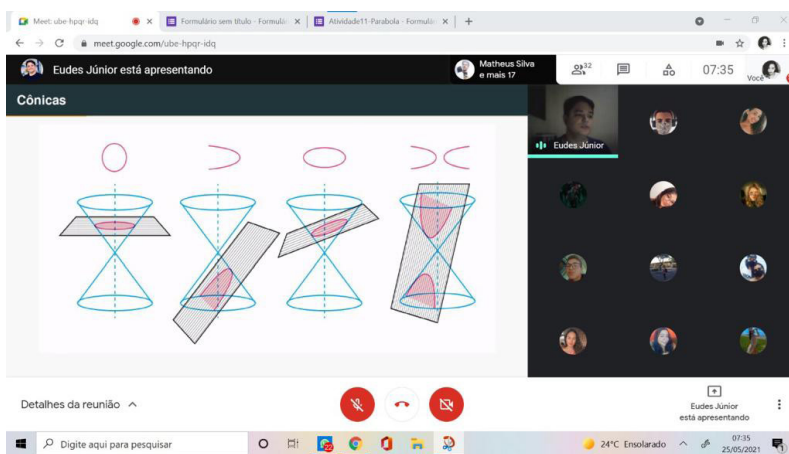 Meet: ube-hpqr-idq
Formulário sem título - Formulá
Atividade11-Parabola - Formulár
meet.google.com/ube-hpqr-idq
Eudes Júnior está apresentando
Matheus Silva
e mais 17
32
07:35
Você
Cônicas
Eudes Júnior
Detalhes da reunião
Eudes Júnior
está apresentando
Digite aqui para pesquisar
24°C Ensolarado
07:35
25/05/2021